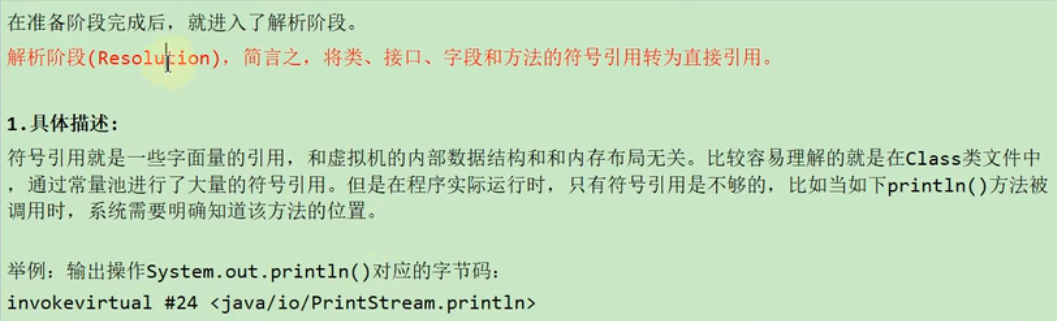 在准备阶段完成后，就进入了解析阶段。
解析阶段(Resolution)，简言之，将类、接口、字段和方法的符号引用转为直接引用。
1.具体描述：
符号引用就是一些字面量的引用，和虚拟机的内部数据结构和和内存布局无关。比较容易理解的就是在Class类文件中
，通过常量池进行了大量的符号引用。但是在程序实际运行时，只有符号引用是不够的，比如当如下println()方法被
调用时，系统需要明确知道该方法的位置。
举例：输出操作System.out.println()对应的字节码：
invokevirtual #24 <java/io/PrintStream.println>